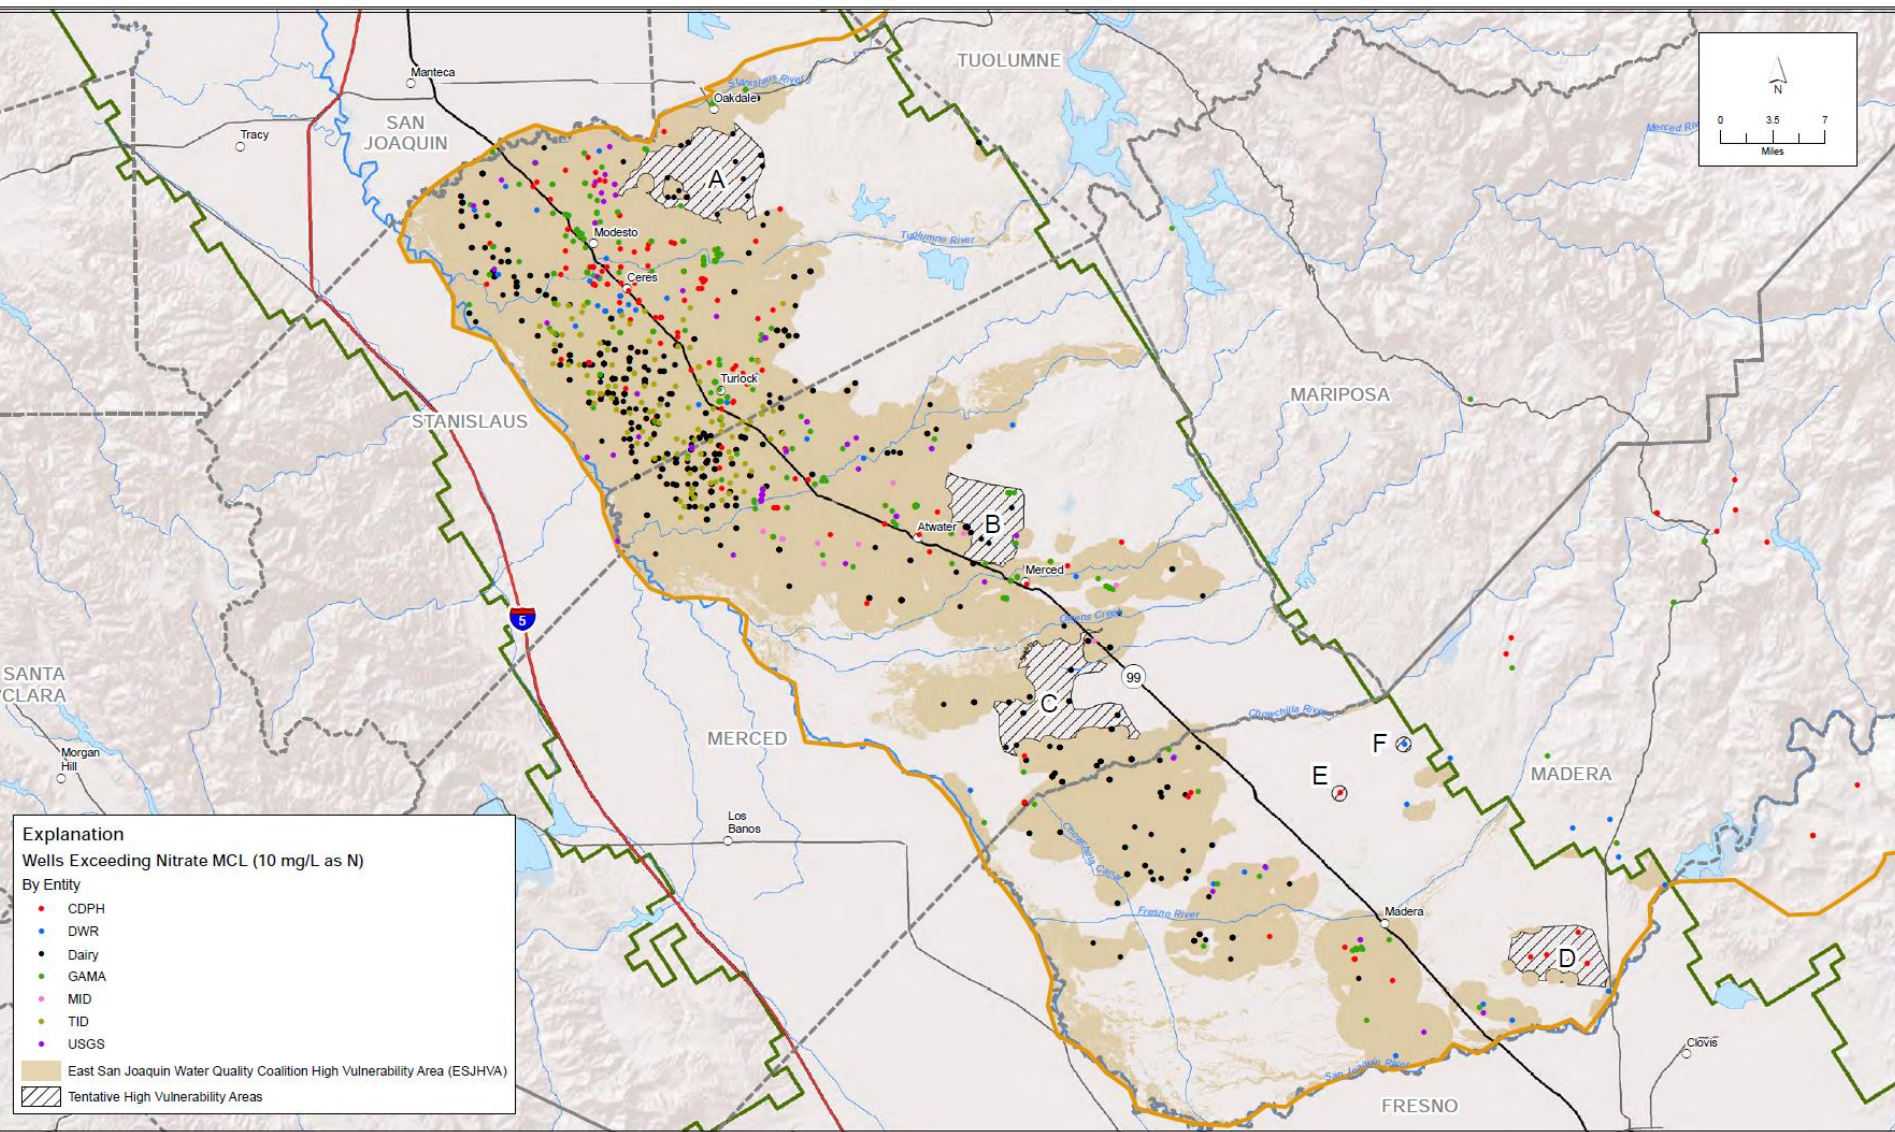 TUOLUMNE
N
0 3.5 7
Miles
Manteca
Stanislaus River
Oakdale
SAN
JOAQUIN
Tracy
Merced Riv
A
Modesto
Tuolumne River
Ceres
Turlock
MARIPOSA
STANISLAUS
B
Atwater
Merced
5
Owens Creek
SANTA
CLARA
99
C
Chowchilla River
MERCED
F
Morgan
Hill
E
MADERA
Los
Banos
Chowchilla Canal
Explanation
Wells Exceeding Nitrate MCL (10 mg/L as N)
By Entity
CDPH
DWR
Dairy
GAMA
MID
TID
USGS
East San Joaquin Water Quality Coalition High Vulnerability Area (ESJHVA)
Tentative High Vulnerability Areas
Fresno River
Madera
D
Clovis
San Joaquin River
FRESNO